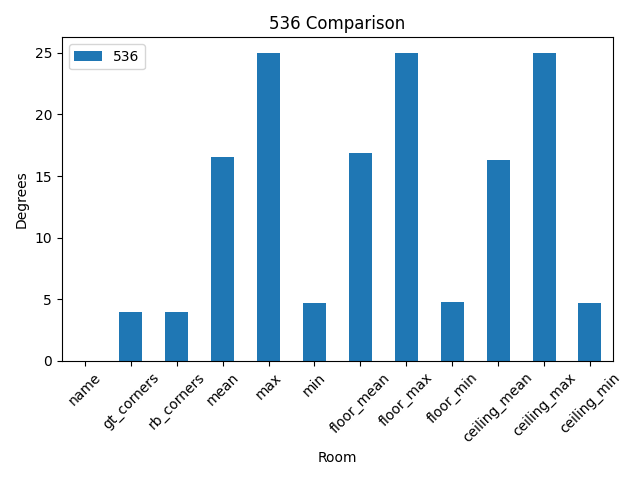 536 Comparison
536
25
20
15
10
5
0
Degrees
name
gt_corners
rb_corners
mean
max
min
floor_mean
floor_max
floor_min
ceiling_mean
ceiling_max
ceiling_min
Room